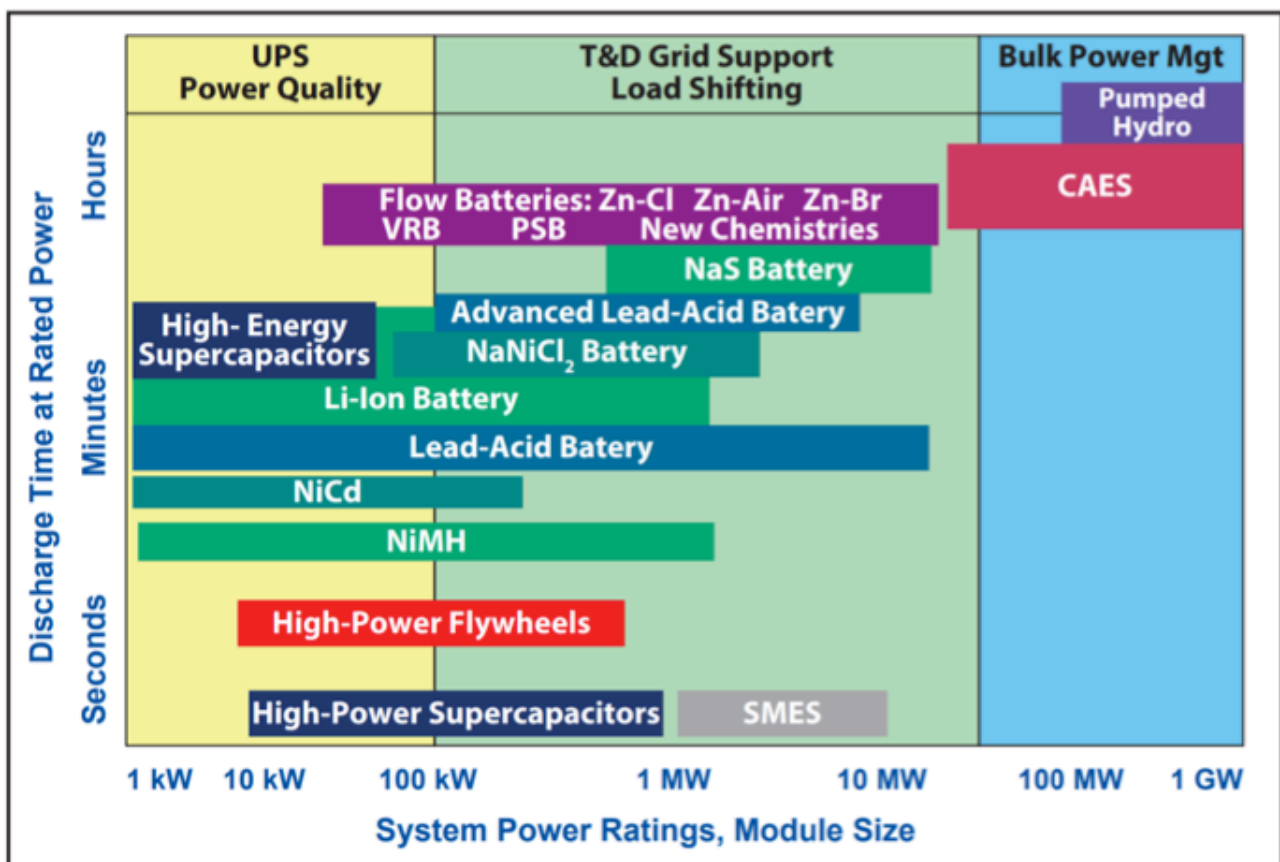 UPS
Power Quality
T&D Grid Support
Load Shifting
Bulk Power Mgt
Pumped
Hydro
CAES
Flow Batteries: Zn-Cl Zn-Air Zn-Br
VRB PSB New Chemistries
NaS Battery
High- Energy
Supercapacitors
Advanced Lead-Acid Batery
NaNiCl₂ Battery
Li-Ion Battery
Lead-Acid Batery
NiCd
NiMH
High-Power Flywheels
High-Power Supercapacitors
SMES
Discharge Time at Rated Power
Hours
Minutes
Seconds
1 kW 10 kW 100 kW 1 MW 10 MW 100 MW 1 GW
System Power Ratings, Module Size